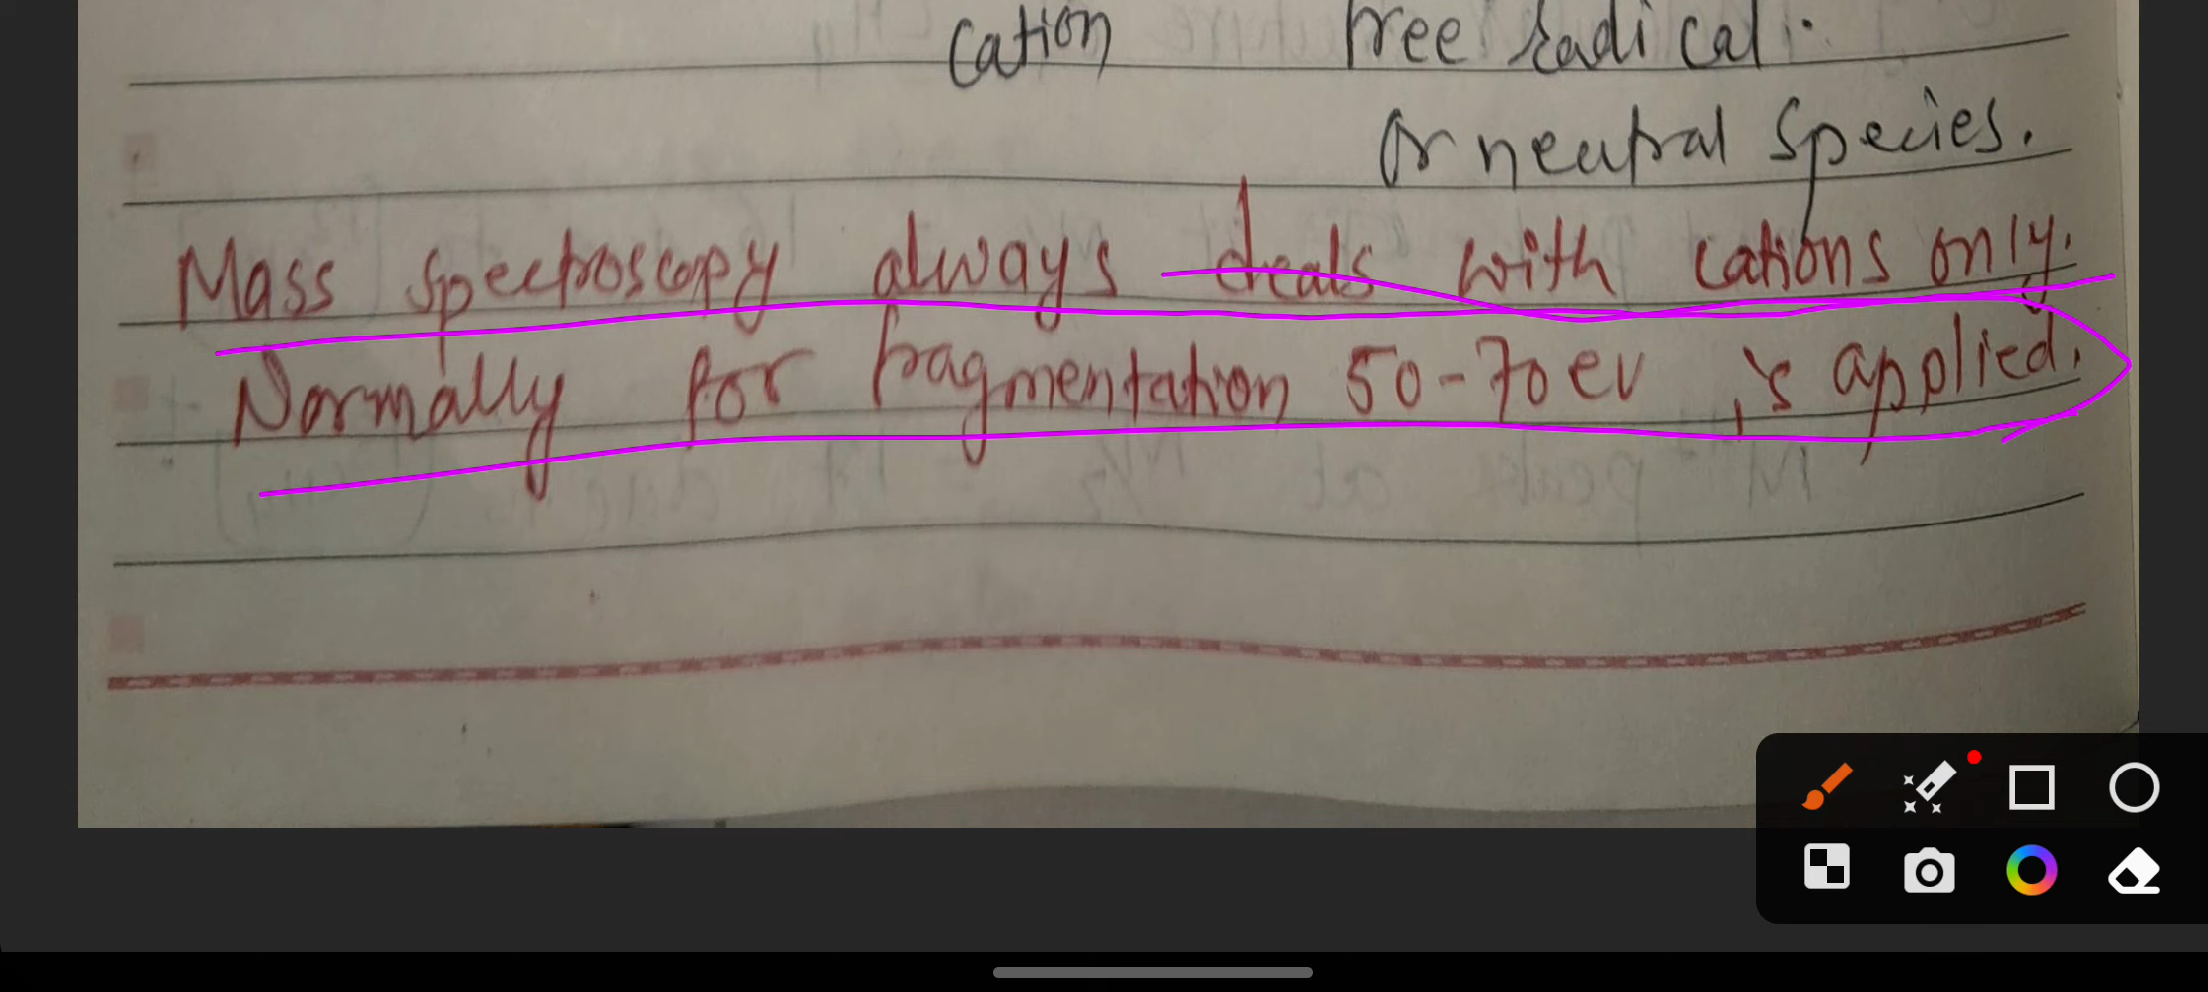 cation free radical.
or neutral species.
Mass spectroscopy always deals with cations only.
Normally for fragmentation 50-70 ev is applied.